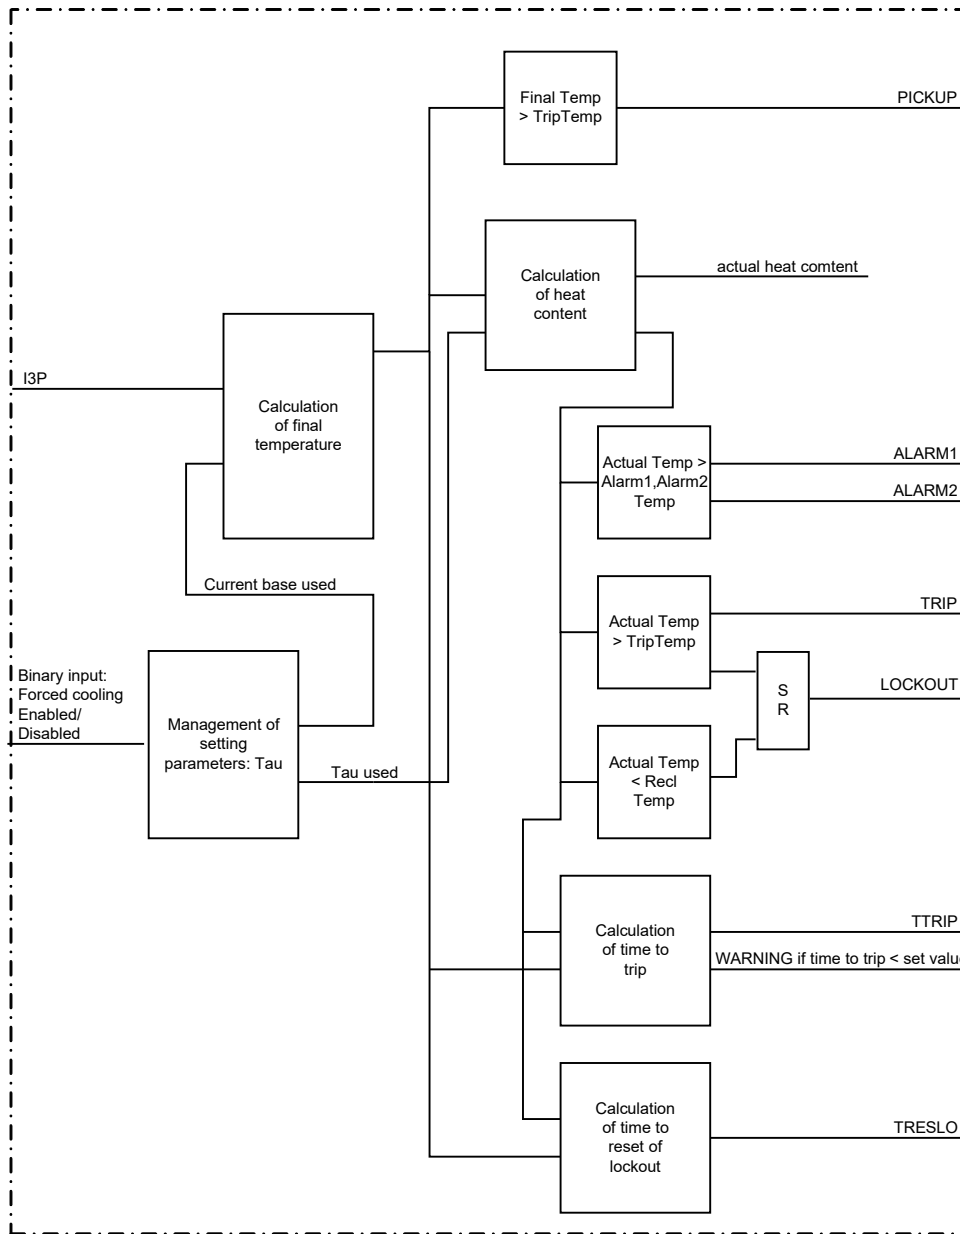 Final Temp
> TripTemp
PICKUP
Calculation
of heat
content
actual heat comtent
I3P
Calculation
of final
temperature
Actual Temp >
Alarm1,Alarm2
Temp
ALARM1
ALARM2
Current base used
Actual Temp
> TripTemp
TRIP
Binary input:
Forced cooling
Enabled/
Disabled
Management of
setting
parameters: Tau
Tau used
S
R
LOCKOUT
Actual Temp
< Recl
Temp
Calculation
of time to
trip
TTRIP
WARNING if time to trip < set value
Calculation
of time to
reset of
lockout
TRESLO